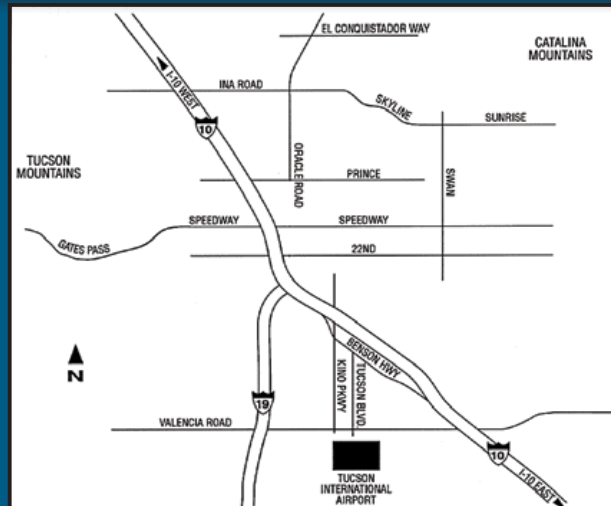 EL CONQUISTADOR WAY
CATALINA
MOUNTAINS
I-10 WEST
INA ROAD
SKYLINE
SUNRISE
10
TUCSON
MOUNTAINS
ORACLE ROAD
PRINCE
SWAN
SPEEDWAY
SPEEDWAY
GATES PASS
22ND
N
BENSON HWY
KINO PKWY
TUCSON BLVD.
19
VALENCIA ROAD
10
I-10 EAST
TUCSON
INTERNATIONAL
AIRPORT